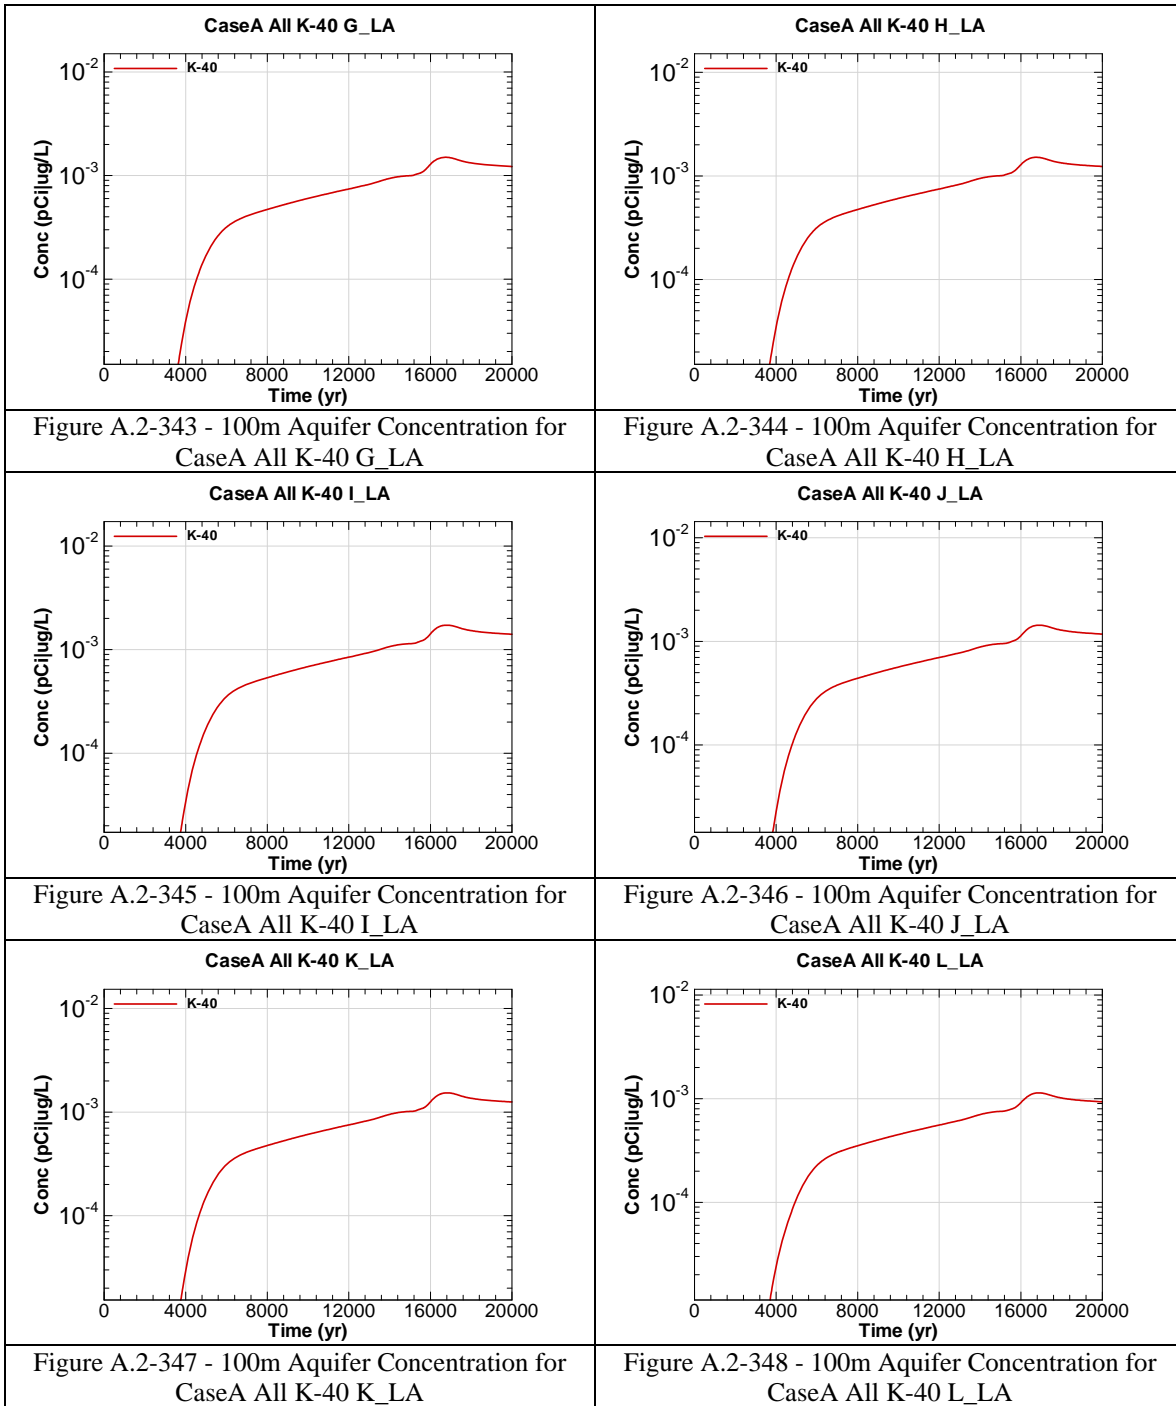 CaseA All K-40 G_LA
K-40
10-2
10-3
10-4
Conc (pCi|ug/L)
0 4000 8000 12000 16000 20000
Time (yr)
Figure A.2-343 - 100m Aquifer Concentration for
CaseA All K-40 G_LA
CaseA All K-40 H_LA
K-40
10-2
10-3
10-4
Conc (pCi|ug/L)
0 4000 8000 12000 16000 20000
Time (yr)
Figure A.2-344 - 100m Aquifer Concentration for
CaseA All K-40 H_LA
CaseA All K-40 I_LA
K-40
10-2
10-3
10-4
Conc (pCi|ug/L)
0 4000 8000 12000 16000 20000
Time (yr)
Figure A.2-345 - 100m Aquifer Concentration for
CaseA All K-40 I_LA
CaseA All K-40 J_LA
K-40
10-2
10-3
10-4
Conc (pCi|ug/L)
0 4000 8000 12000 16000 20000
Time (yr)
Figure A.2-346 - 100m Aquifer Concentration for
CaseA All K-40 J_LA
CaseA All K-40 K_LA
K-40
10-2
10-3
10-4
Conc (pCi|ug/L)
0 4000 8000 12000 16000 20000
Time (yr)
Figure A.2-347 - 100m Aquifer Concentration for
CaseA All K-40 K_LA
CaseA All K-40 L_LA
K-40
10-2
10-3
10-4
Conc (pCi|ug/L)
0 4000 8000 12000 16000 20000
Time (yr)
Figure A.2-348 - 100m Aquifer Concentration for
CaseA All K-40 L_LA